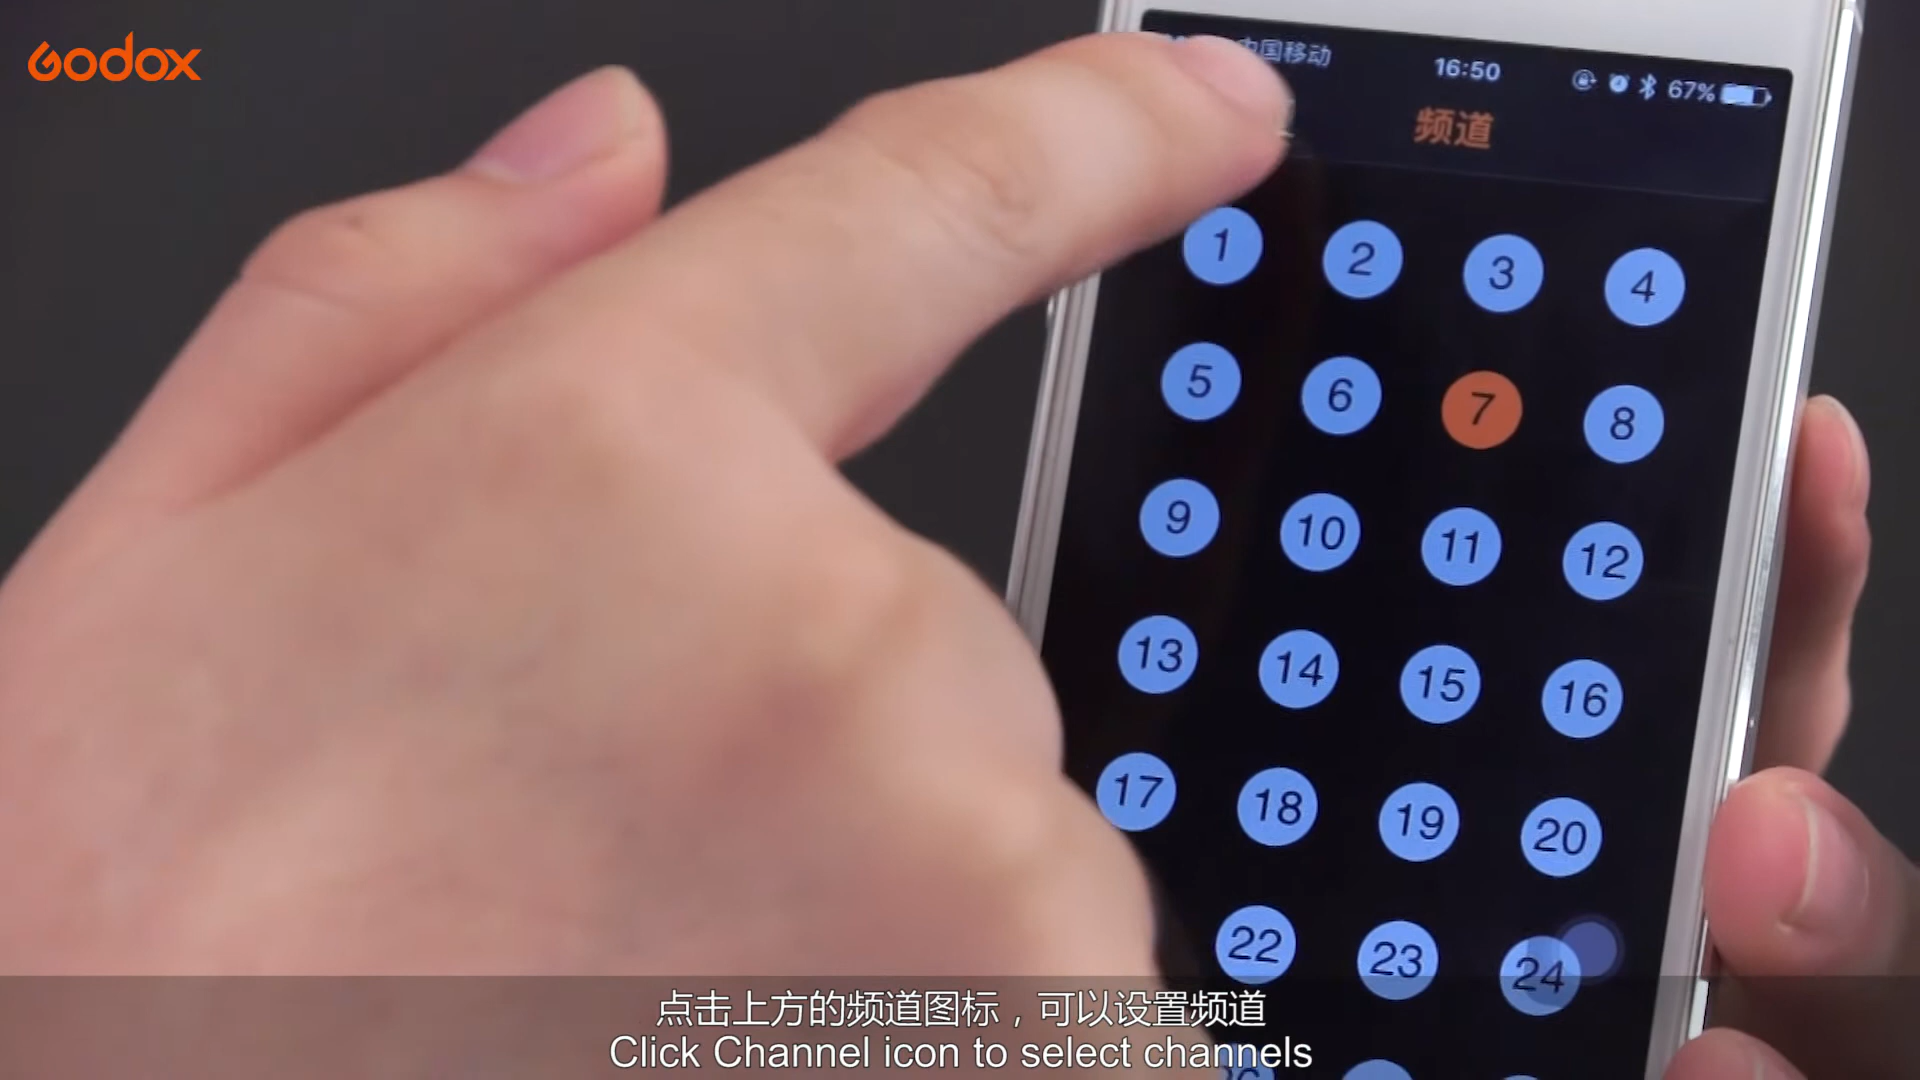 Godox
中国移动 16:50 67%
频道
1 2 3 4
5 6 7 8
9 10 11 12
13 14 15 16
17 18 19 20
22 23 24
点击上方的频道图标，可以设置频道
Click Channel icon to select channels